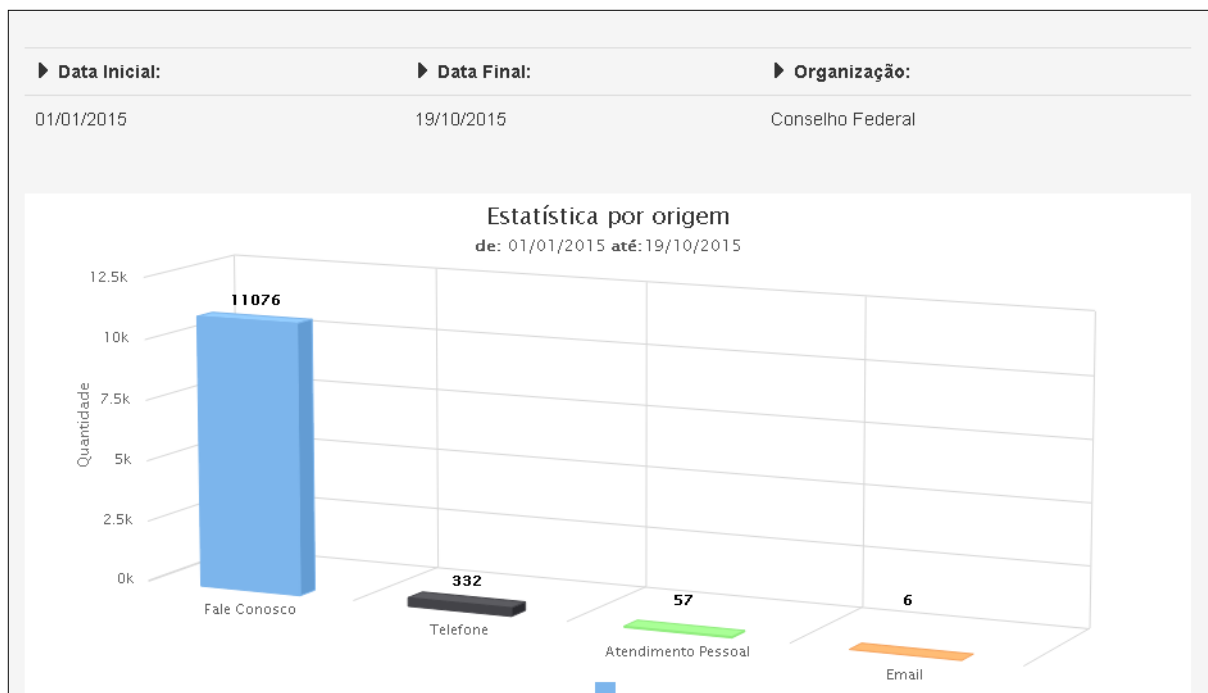 Data Inicial: Data Final: Organização:
01/01/2015 19/10/2015 Conselho Federal
Estatística por origem
de: 01/01/2015 até:19/10/2015
12.5k
10k
7.5k
5k
2.5k
0k
Quantidade
11076
332
57
6
Fale Conosco
Telefone
Atendimento Pessoal
Email